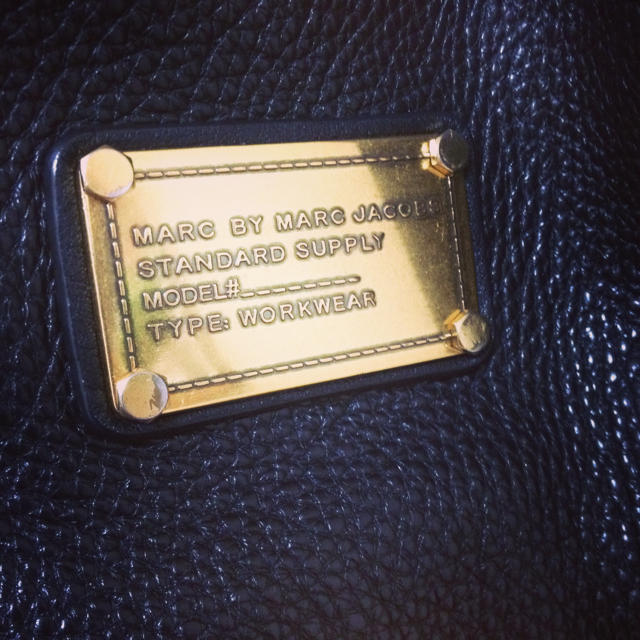 MARC BY MARC JACOBS
STANDARD SUPPLY
MODEL#_________
TYPE: WORKWEAR